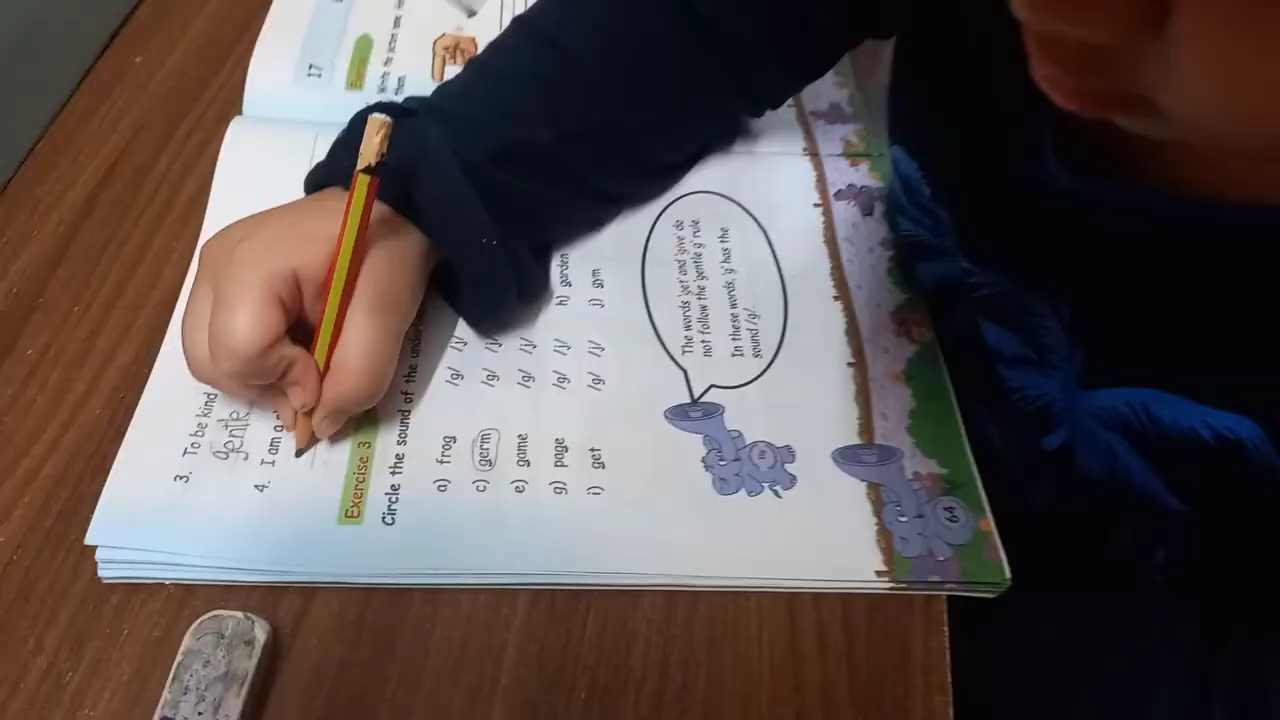 17
3. To be kind
gentle
4. I am a
Exercise 3
Circle the sound of the
a) frog /g/ /j/
c) germ /g/ /j/
e) game /g/ /j/
g) page /g/ /j/ h) garden
i) get /g/ /j/ j) gym
The words 'get' and 'give' do
not follow the 'gentle g' rule.
In these words, 'g' has the
sound /g/.
64